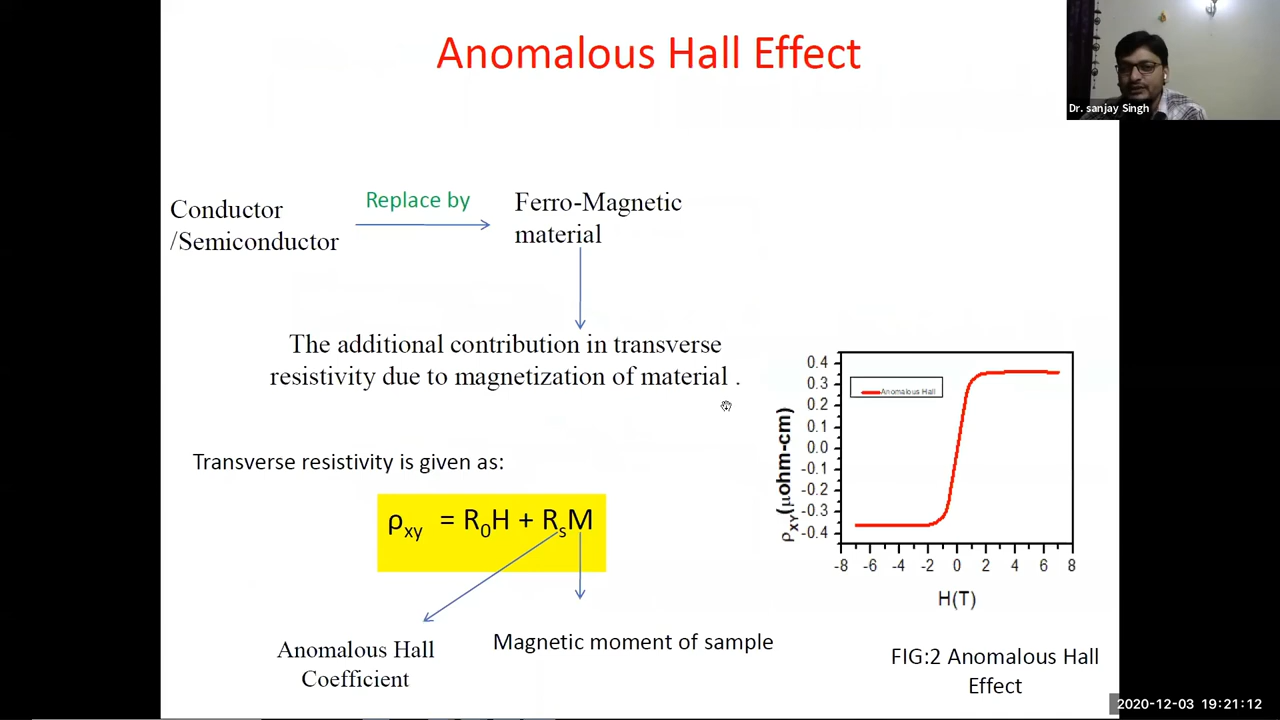 Anomalous Hall Effect
Dr. sanjay Singh
Conductor
/Semiconductor
Replace by
Ferro-Magnetic
material
The additional contribution in transverse
resistivity due to magnetization of material .
Transverse resistivity is given as:
ρxy = R0H + RsM
Anomalous Hall
Coefficient
Magnetic moment of sample
0.4
0.3
0.2
0.1
0.0
-0.1
-0.2
-0.3
-0.4
ρXY(μohm-cm)
Anomalous Hall
-8 -6 -4 -2 0 2 4 6 8
H(T)
FIG:2 Anomalous Hall
Effect
2020-12-03 19:21:12